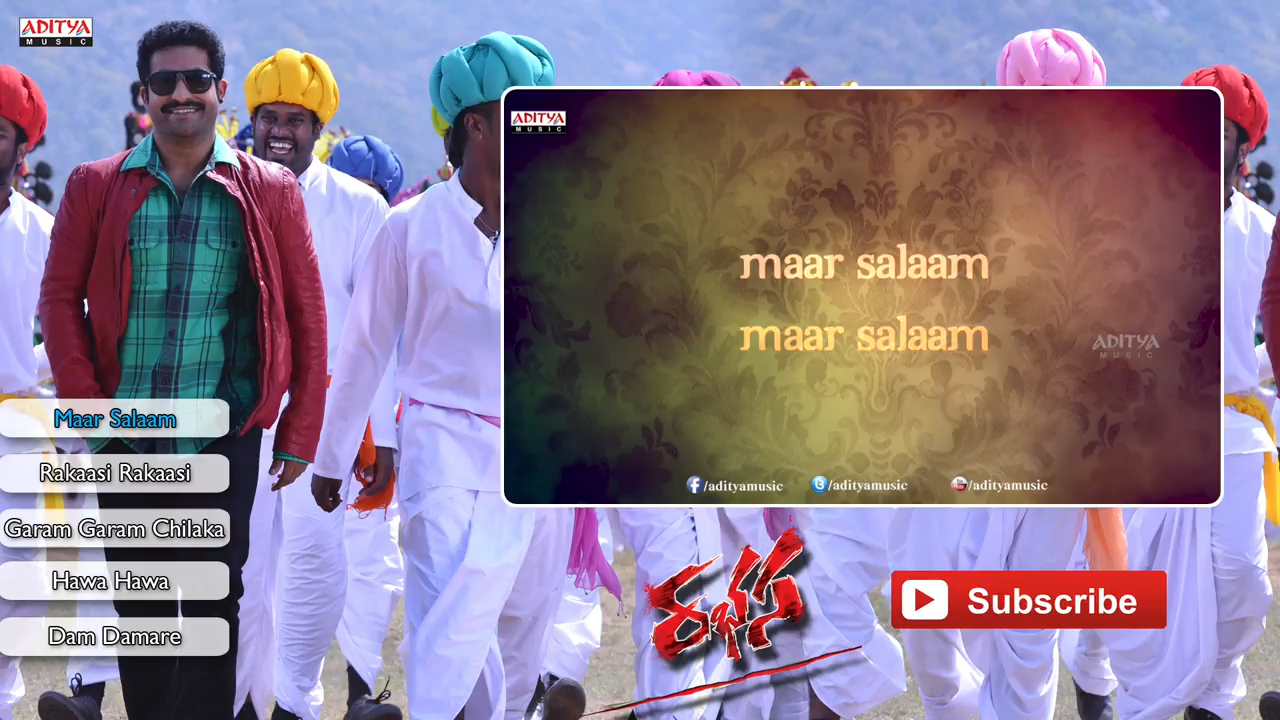 ADITYA
MUSIC
ADITYA
MUSIC
maar salaam
maar salaam
ADITYA
MUSIC
/adityamusic
/adityamusic
/adityamusic
Maar Salaam
Rakaasi Rakaasi
Garam Garam Chilaka
Hawa Hawa
Dam Damare
రభస
Subscribe